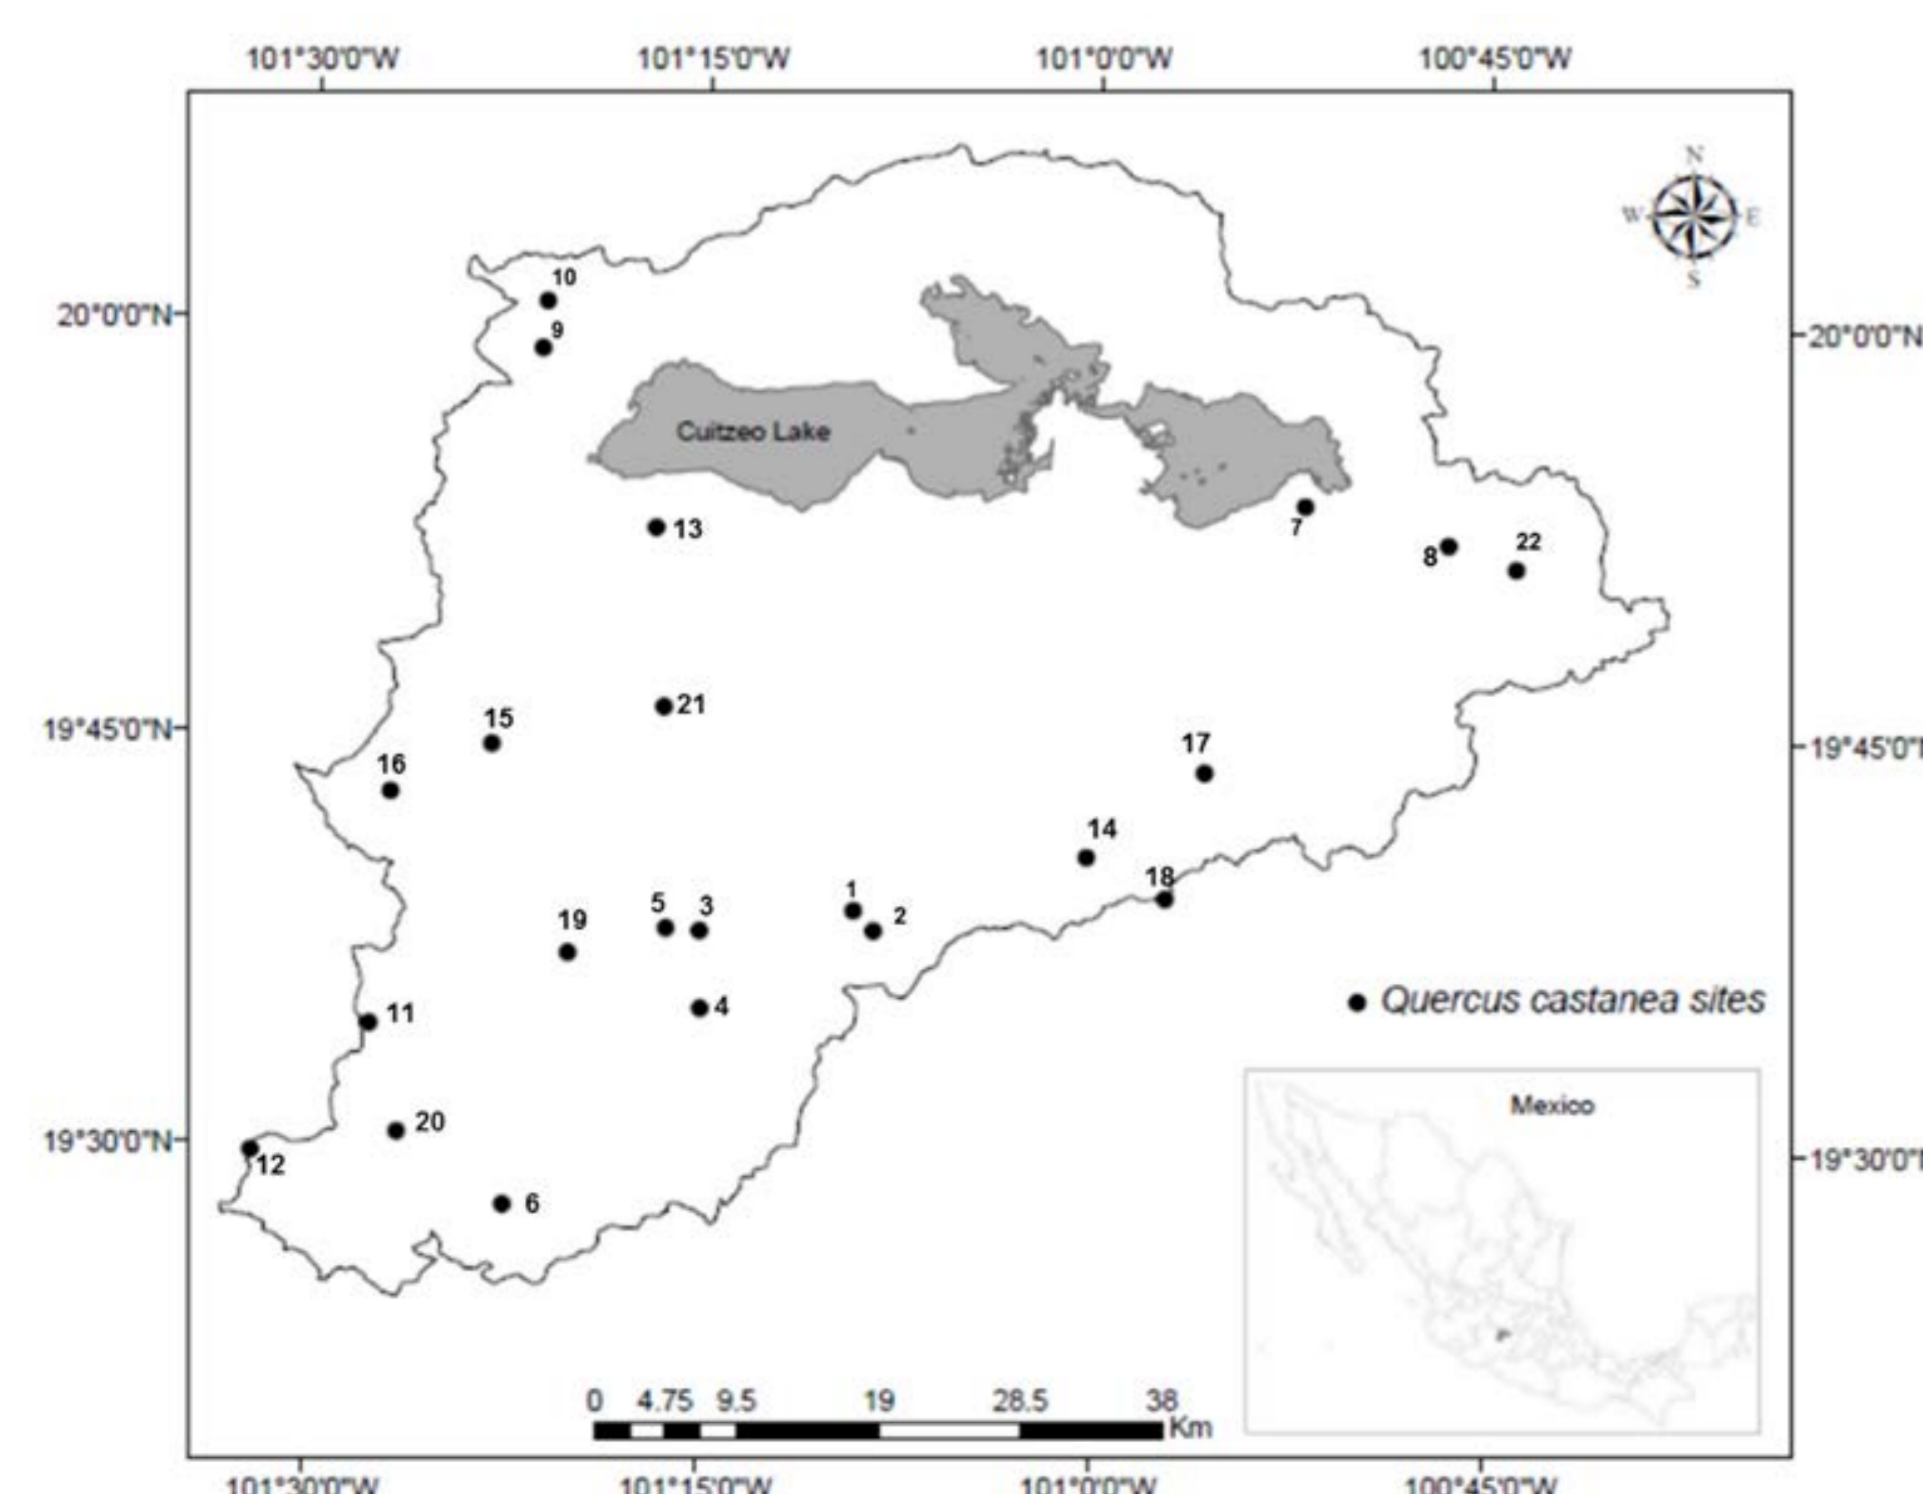 101°30'0"W 101°15'0"W 101°0'0"W 100°45'0"W
N
W E
S
10
20°0'0"N
9
20°0'0"N
Cuitzeo Lake
13
7
8
22
21
15
19°45'0"N
17
19°45'0"N
16
14
18
1
5
3
2
19
4
Quercus castanea sites
11
Mexico
20
19°30'0"N
19°30'0"N
12
6
0 4.75 9.5 19 28.5 38
Km
101°30'0"W 101°15'0"W 101°0'0"W 100°45'0"W